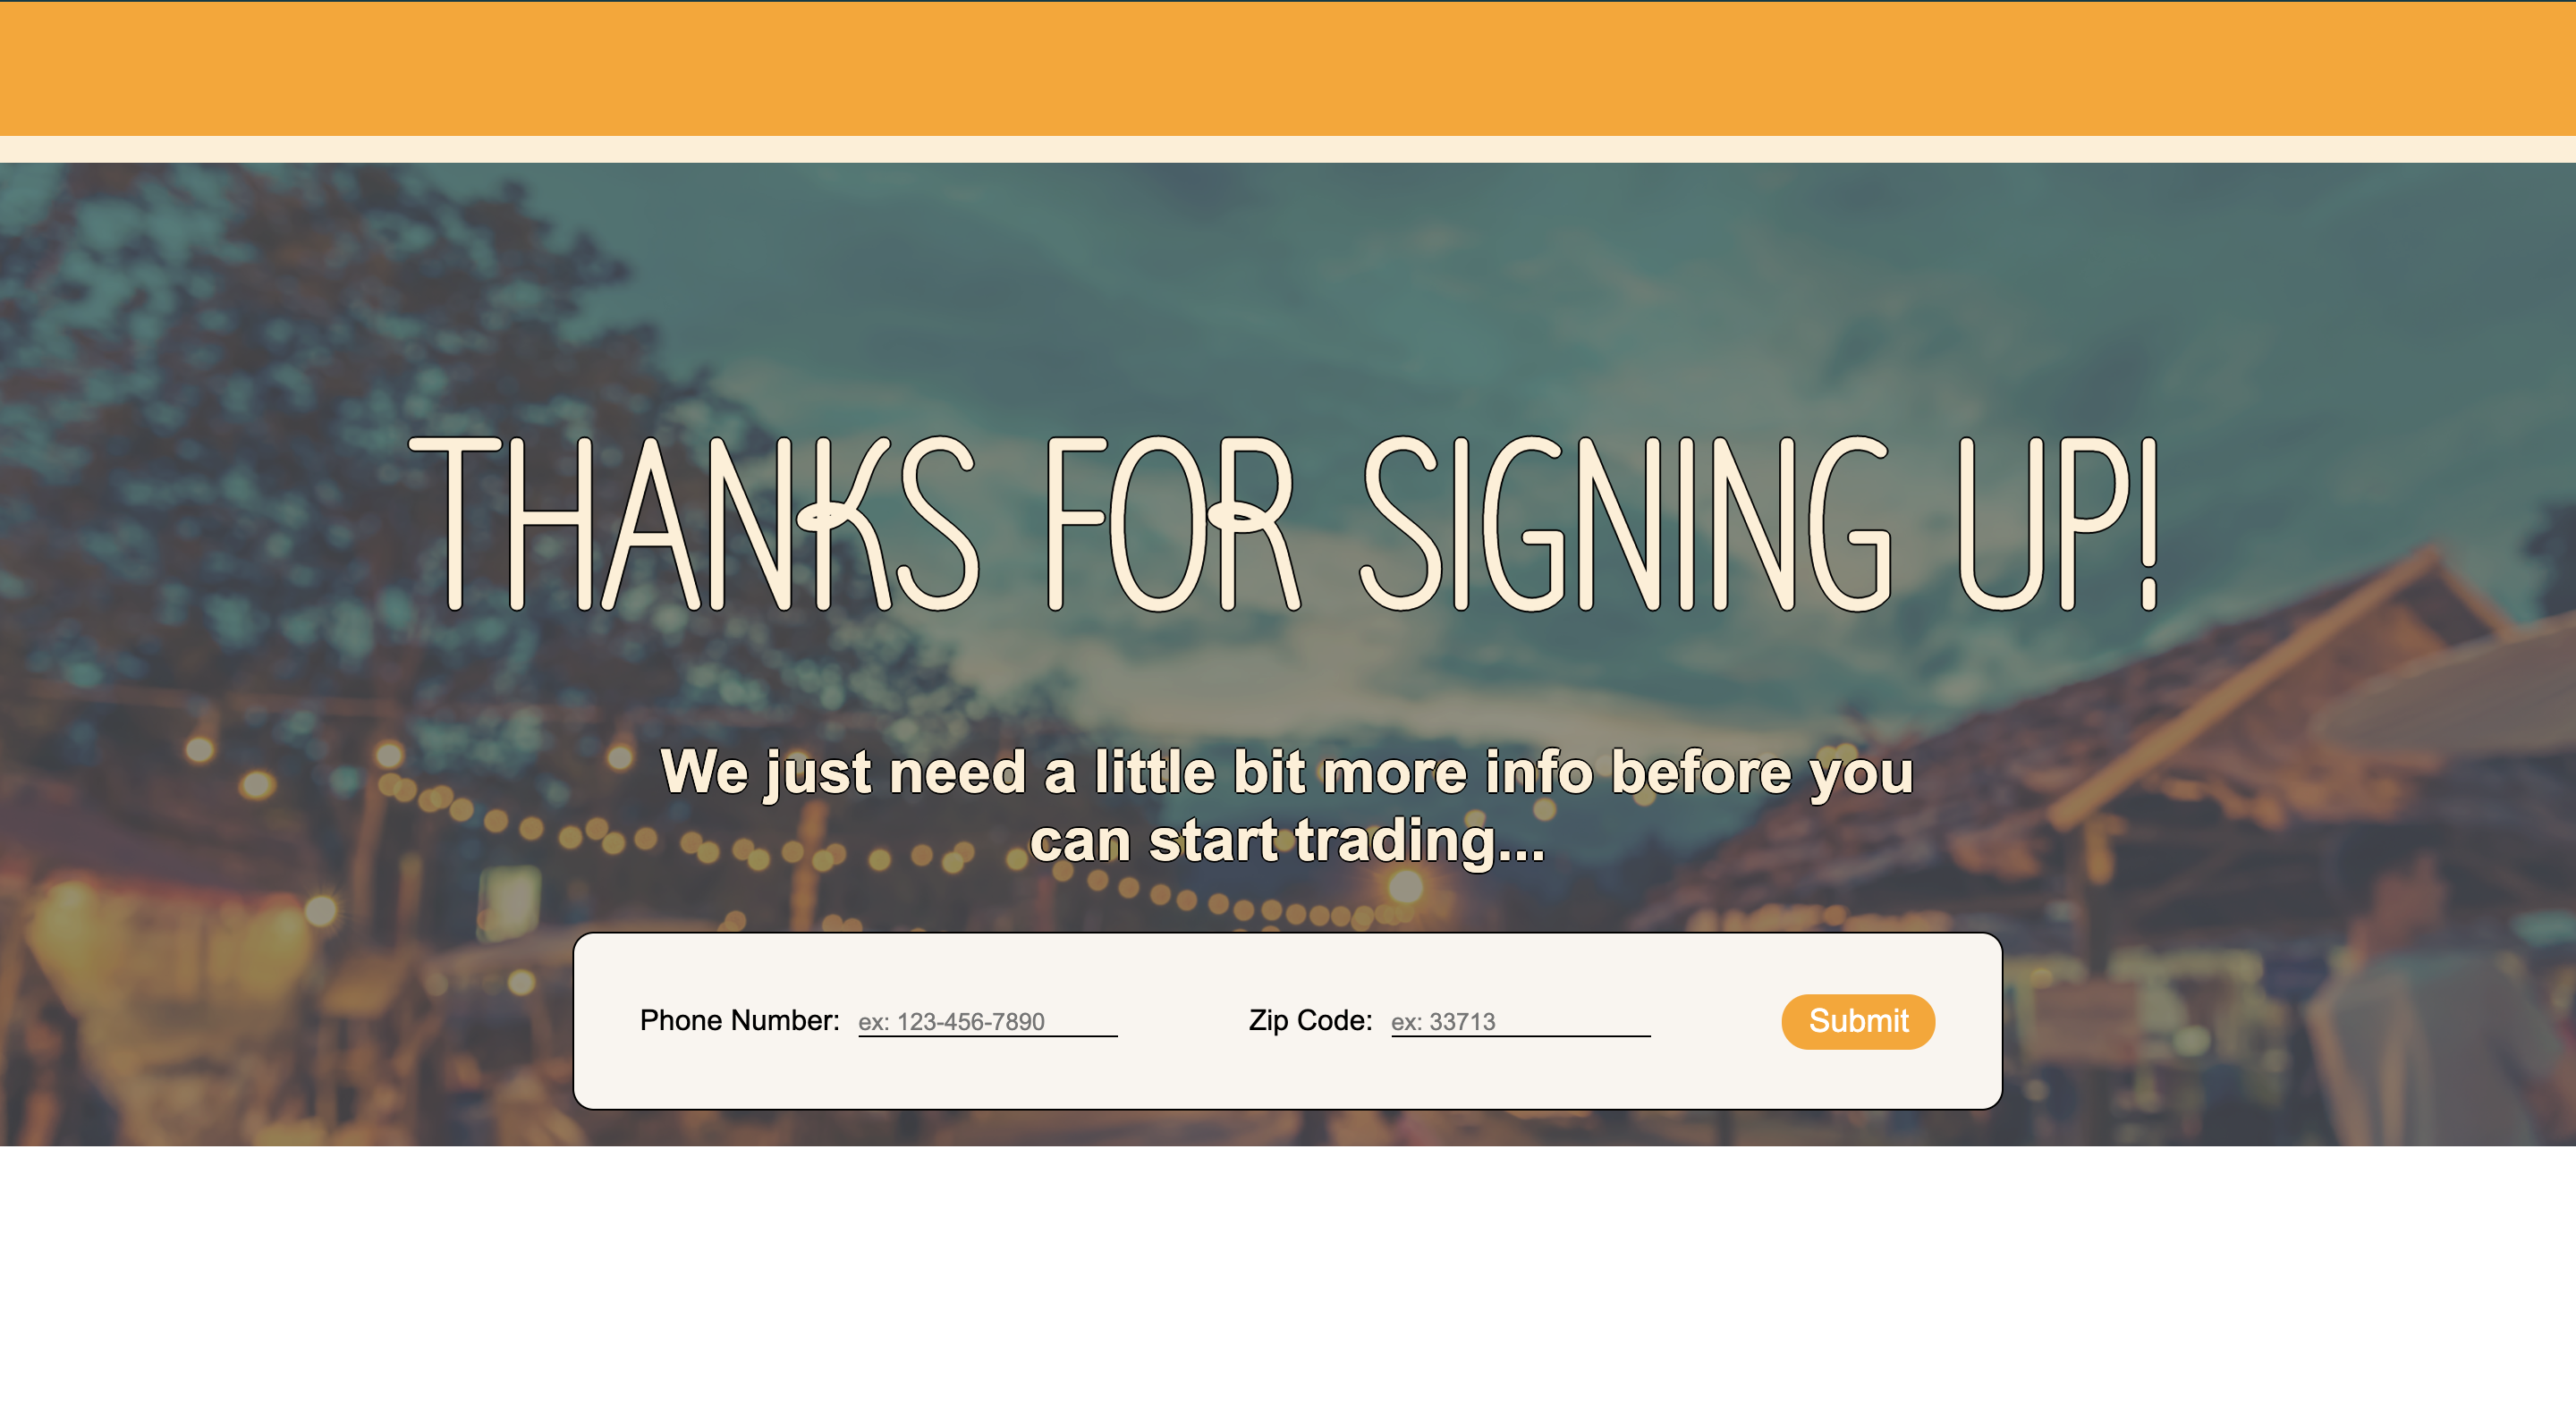 THANKS FOR SIGNING UP!
We just need a little bit more info before you
can start trading...
Phone Number: ex: 123-456-7890 Zip Code: ex: 33713 Submit